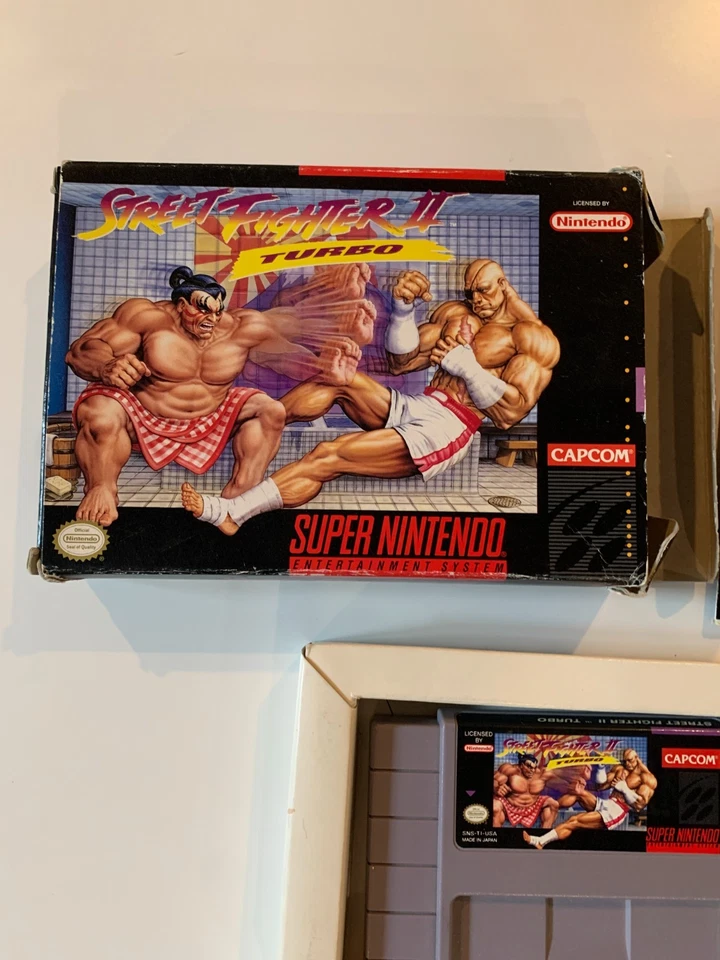 STREET FIGHTER II
TURBO
LICENSED BY
Nintendo®
CAPCOM®
Official
Nintendo
Seal of Quality
SUPER NINTENDO®
ENTERTAINMENT SYSTEM
STREET FIGHTER II™ TURBO
LICENSED
BY
Nintendo
STREET FIGHTER II
TURBO
CAPCOM
SNS-TI-USA
MADE IN JAPAN
SUPER NINTENDO